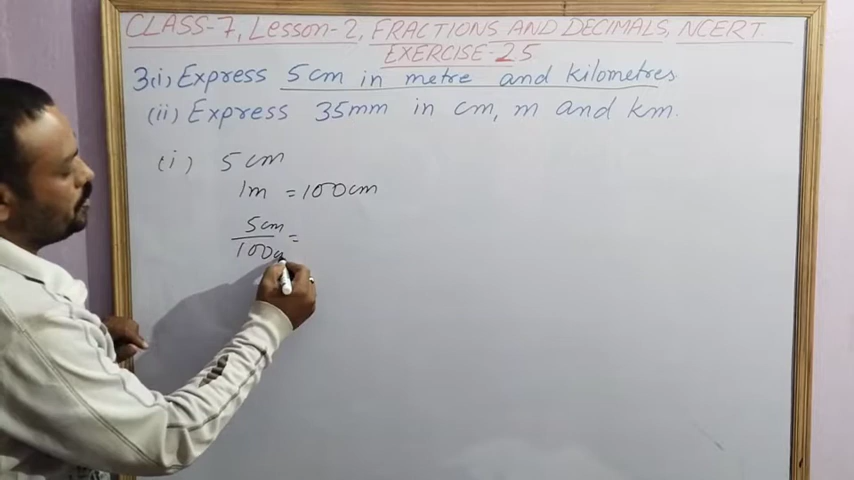 CLASS-7, Lesson-2, FRACTIONS AND DECIMALS, NCERT
EXERCISE-2.5
3(i) Express 5cm in metre and kilometres
(ii) Express 35mm in cm, m and km.
(i) 5cm
1m = 100cm
5cm
100c =